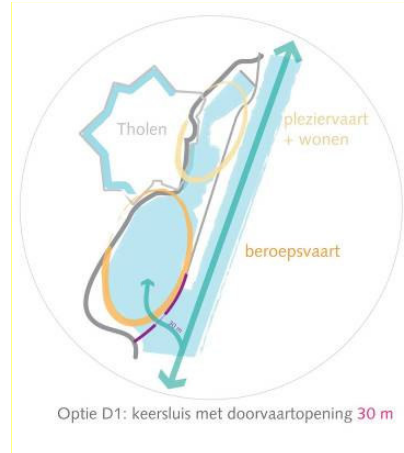 Tholen
pleziervaart
+ wonen
beroepsvaart
30 m
Optie D1: keersluis met doorvaartopening 30 m